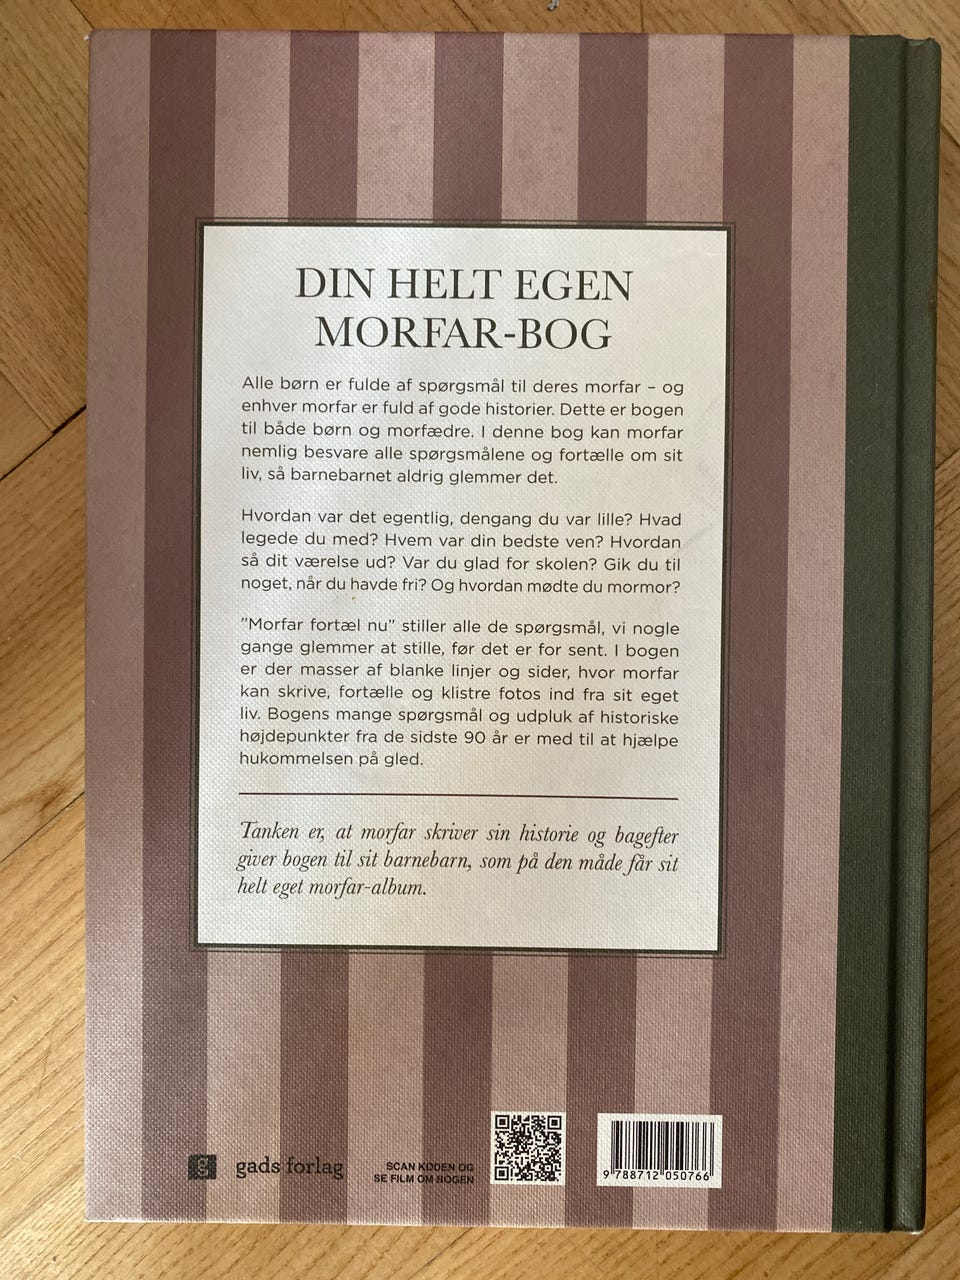 DIN HELT EGEN
MORFAR-BOG
Alle børn er fulde af spørgsmål til deres morfar – og
enhver morfar er fuld af gode historier. Dette er bogen
til både børn og morfædre. I denne bog kan morfar
nemlig besvare alle spørgsmålene og fortælle om sit
liv, så barnebarnet aldrig glemmer det.
Hvordan var det egentlig, dengang du var lille? Hvad
legede du med? Hvem var din bedste ven? Hvordan
så dit værelse ud? Var du glad for skolen? Gik du til
noget, når du havde fri? Og hvordan mødte du mormor?
”Morfar fortæl nu” stiller alle de spørgsmål, vi nogle
gange glemmer at stille, før det er for sent. I bogen
er der masser af blanke linjer og sider, hvor morfar
kan skrive, fortælle og klistre fotos ind fra sit eget
liv. Bogens mange spørgsmål og udpluk af historiske
højdepunkter fra de sidste 90 år er med til at hjælpe
hukommelsen på gled.
Tanken er, at morfar skriver sin historie og bagefter
giver bogen til sit barnebarn, som på den måde får sit
helt eget morfar-album.
g gads forlag
SCAN KODEN OG
SE FILM OM BOGEN
9 788712 050766